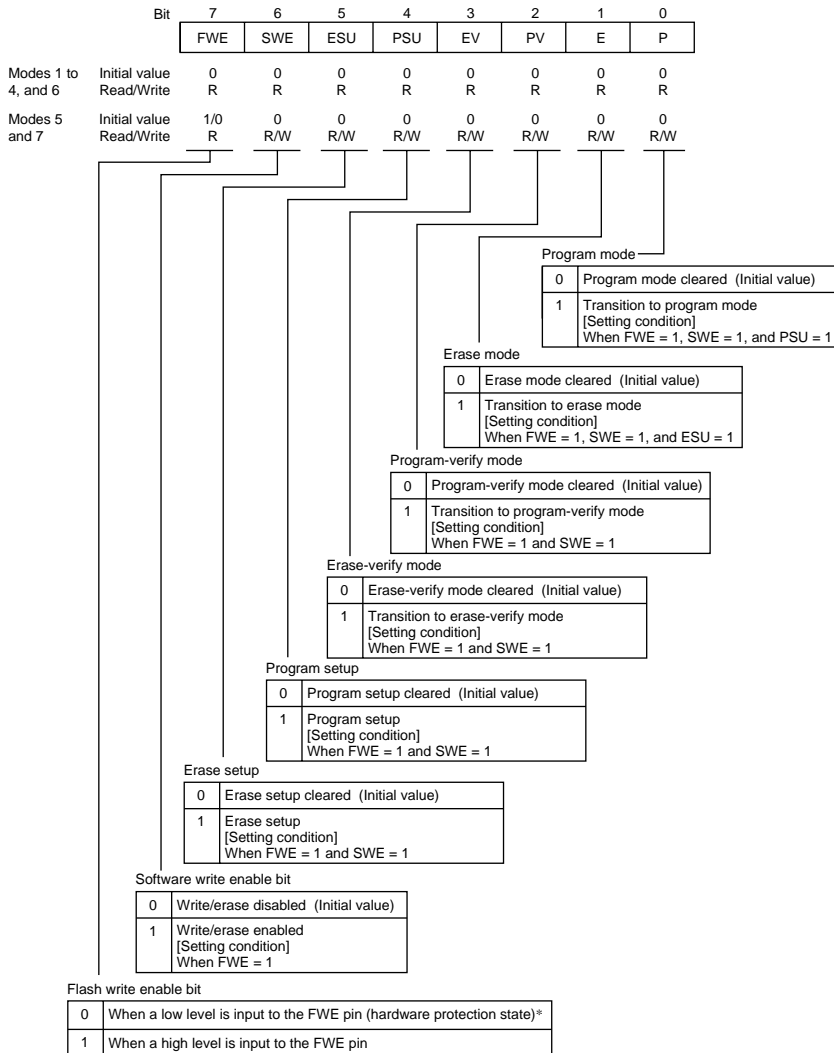 Bit 7 6 5 4 3 2 1 0
FWE SWE ESU PSU EV PV E P
Modes 1 to 4, and 6 Initial value 0 0 0 0 0 0 0 0
Read/Write R R R R R R R R
Modes 5 and 7 Initial value 1/0 0 0 0 0 0 0 0
Read/Write R R/W R/W R/W R/W R/W R/W R/W
Program mode
0 Program mode cleared (Initial value)
1 Transition to program mode
[Setting condition]
When FWE = 1, SWE = 1, and PSU = 1
Erase mode
0 Erase mode cleared (Initial value)
1 Transition to erase mode
[Setting condition]
When FWE = 1, SWE = 1, and ESU = 1
Program-verify mode
0 Program-verify mode cleared (Initial value)
1 Transition to program-verify mode
[Setting condition]
When FWE = 1 and SWE = 1
Erase-verify mode
0 Erase-verify mode cleared (Initial value)
1 Transition to erase-verify mode
[Setting condition]
When FWE = 1 and SWE = 1
Program setup
0 Program setup cleared (Initial value)
1 Program setup
[Setting condition]
When FWE = 1 and SWE = 1
Erase setup
0 Erase setup cleared (Initial value)
1 Erase setup
[Setting condition]
When FWE = 1 and SWE = 1
Software write enable bit
0 Write/erase disabled (Initial value)
1 Write/erase enabled
[Setting condition]
When FWE = 1
Flash write enable bit
0 When a low level is input to the FWE pin (hardware protection state)*
1 When a high level is input to the FWE pin